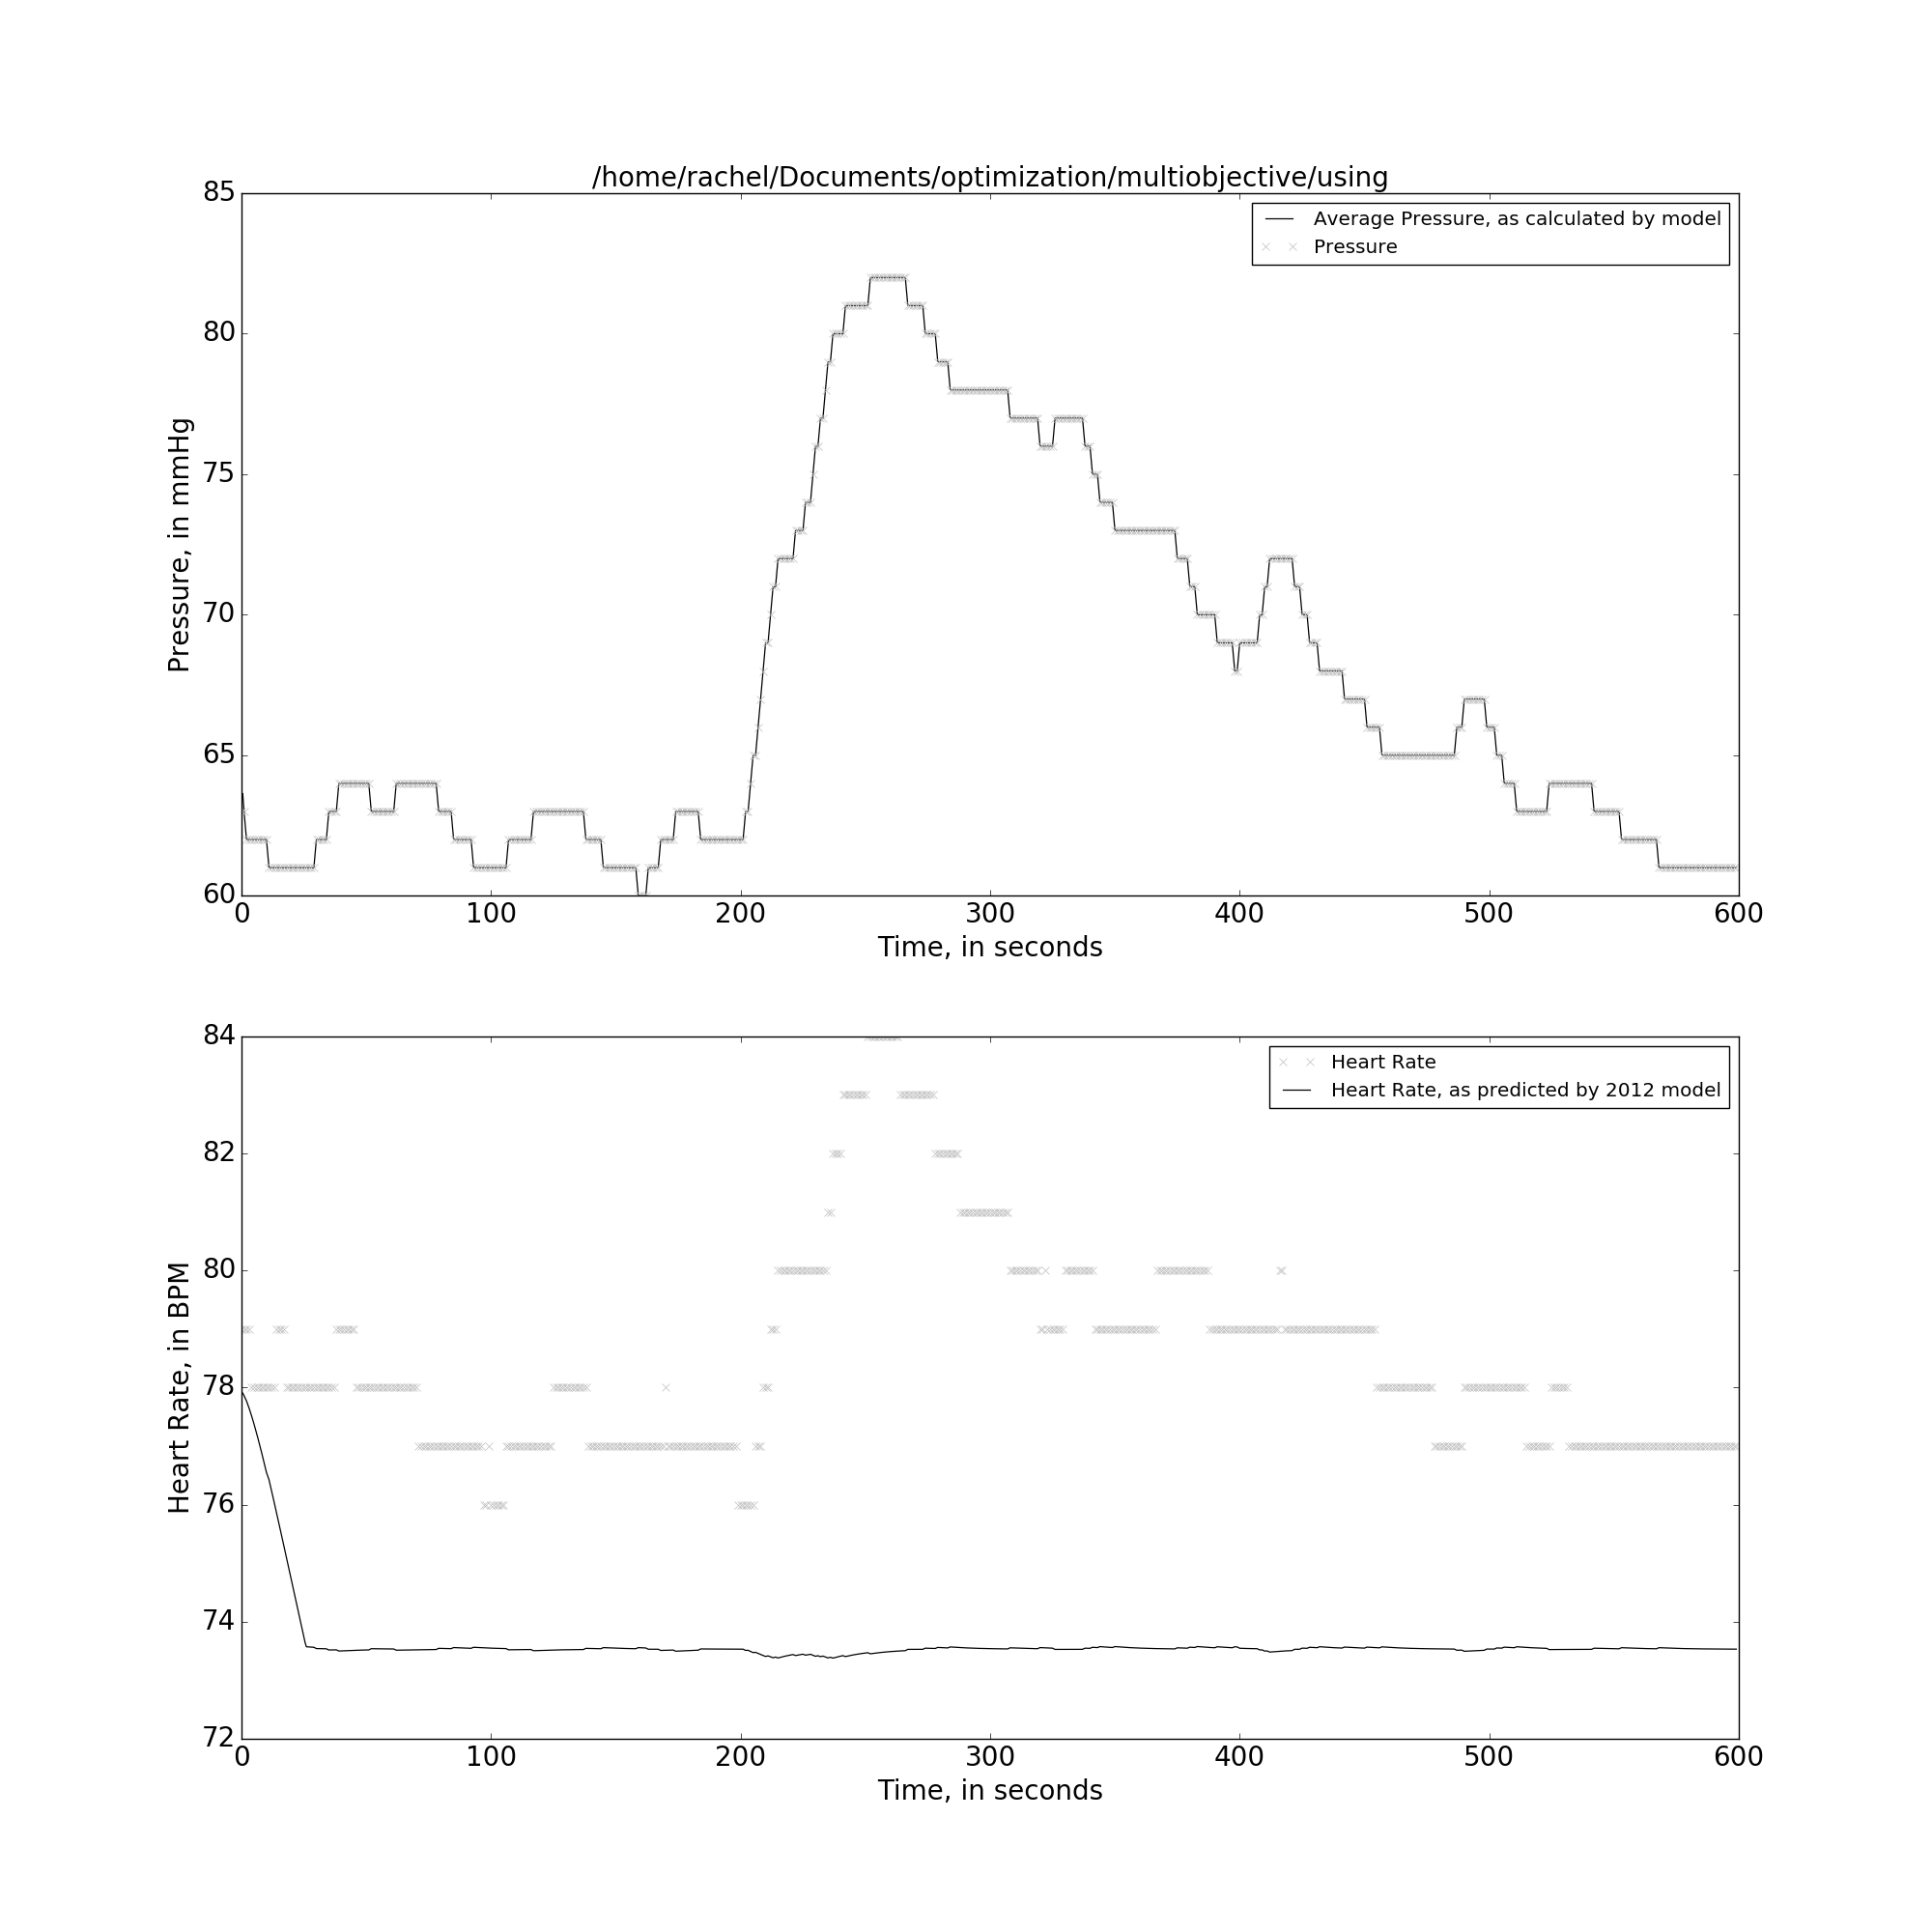 /home/rachel/Documents/optimization/multiobjective/using
85
80
75
70
65
60
Pressure, in mmHg
Average Pressure, as calculated by model
Pressure
0 100 200 300 400 500 600
Time, in seconds
84
82
80
78
76
74
72
Heart Rate, in BPM
Heart Rate
Heart Rate, as predicted by 2012 model
0 100 200 300 400 500 600
Time, in seconds